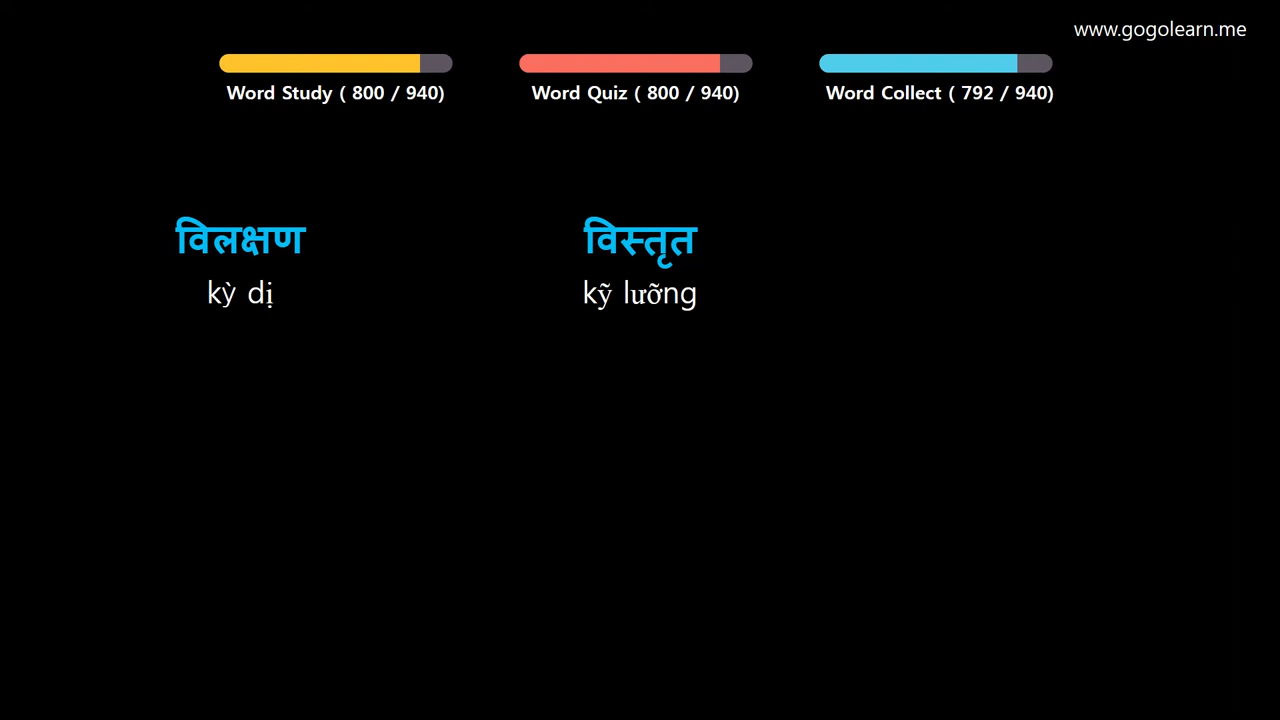 www.gogolearn.me
Word Study ( 800 / 940)
Word Quiz ( 800 / 940)
Word Collect ( 792 / 940)
विलक्षण
kỳ dị
विस्तृत
kỹ lưỡng